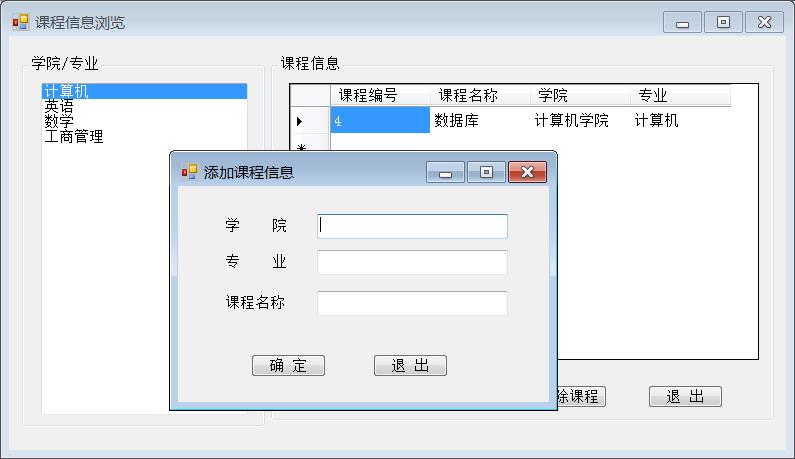 课程信息浏览
学院/专业
计算机
英语
数学
工商管理
课程信息
课程编号 课程名称 学院 专业
4 数据库 计算机学院 计算机
添加课程信息
学 院
专 业
课程名称
确 定 退 出
除课程 退 出